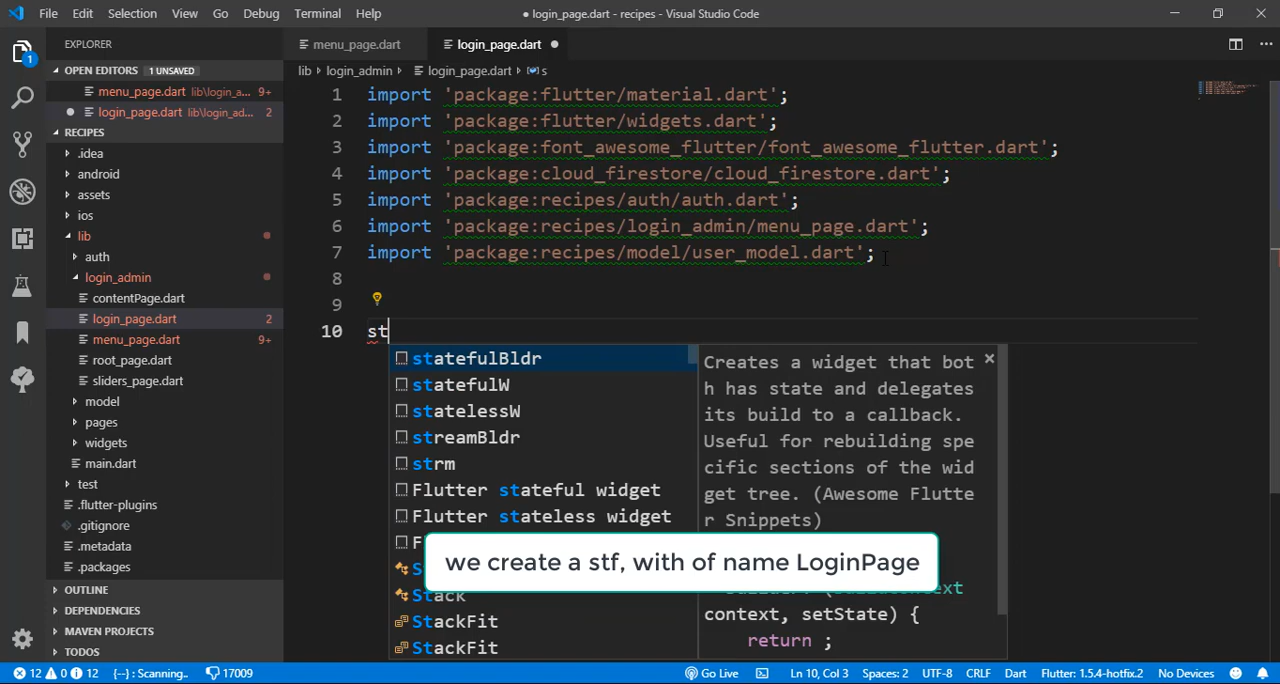 File Edit Selection View Go Debug Terminal Help
● login_page.dart - recipes - Visual Studio Code
EXPLORER
menu_page.dart
login_page.dart
OPEN EDITORS 1 UNSAVED
menu_page.dart lib\login_a... 9+
login_page.dart lib\login_ad... 2
RECIPES
.idea
android
assets
ios
lib
auth
login_admin
contentPage.dart
login_page.dart 2
menu_page.dart 9+
root_page.dart
sliders_page.dart
model
pages
widgets
main.dart
test
.flutter-plugins
.gitignore
.metadata
.packages
OUTLINE
DEPENDENCIES
MAVEN PROJECTS
TODOS
1
lib > login_admin > login_page.dart > s
1 import 'package:flutter/material.dart';
2 import 'package:flutter/widgets.dart';
3 import 'package:font_awesome_flutter/font_awesome_flutter.dart';
4 import 'package:cloud_firestore/cloud_firestore.dart';
5 import 'package:recipes/auth/auth.dart';
6 import 'package:recipes/login_admin/menu_page.dart';
7 import 'package:recipes/model/user_model.dart';
8
9
10 st
statefulBldr
statefulW
statelessW
streamBldr
strm
Flutter stateful widget
Flutter stateless widget
F
S
Stack
StackFit
StackFit
Creates a widget that bot
h has state and delegates
its build to a callback.
Useful for rebuilding spe
cific sections of the wid
get tree. (Awesome Flutte
r Snippets)
context, setState) {
return ;
we create a stf, with of name LoginPage
12 0 12 {--}: Scanning.. 17009
Go Live Ln 10, Col 3 Spaces: 2 UTF-8 CRLF Dart Flutter: 1.5.4-hotfix.2 No Devices